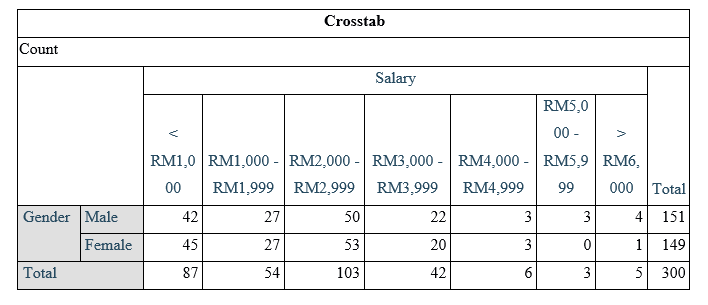 Crosstab
Count
Salary
< RM1,000 RM1,000 - RM1,999 RM2,000 - RM2,999 RM3,000 - RM3,999 RM4,000 - RM4,999 RM5,000 - RM5,999 > RM6,000 Total
Gender Male 42 27 50 22 3 3 4 151
Female 45 27 53 20 3 0 1 149
Total 87 54 103 42 6 3 5 300